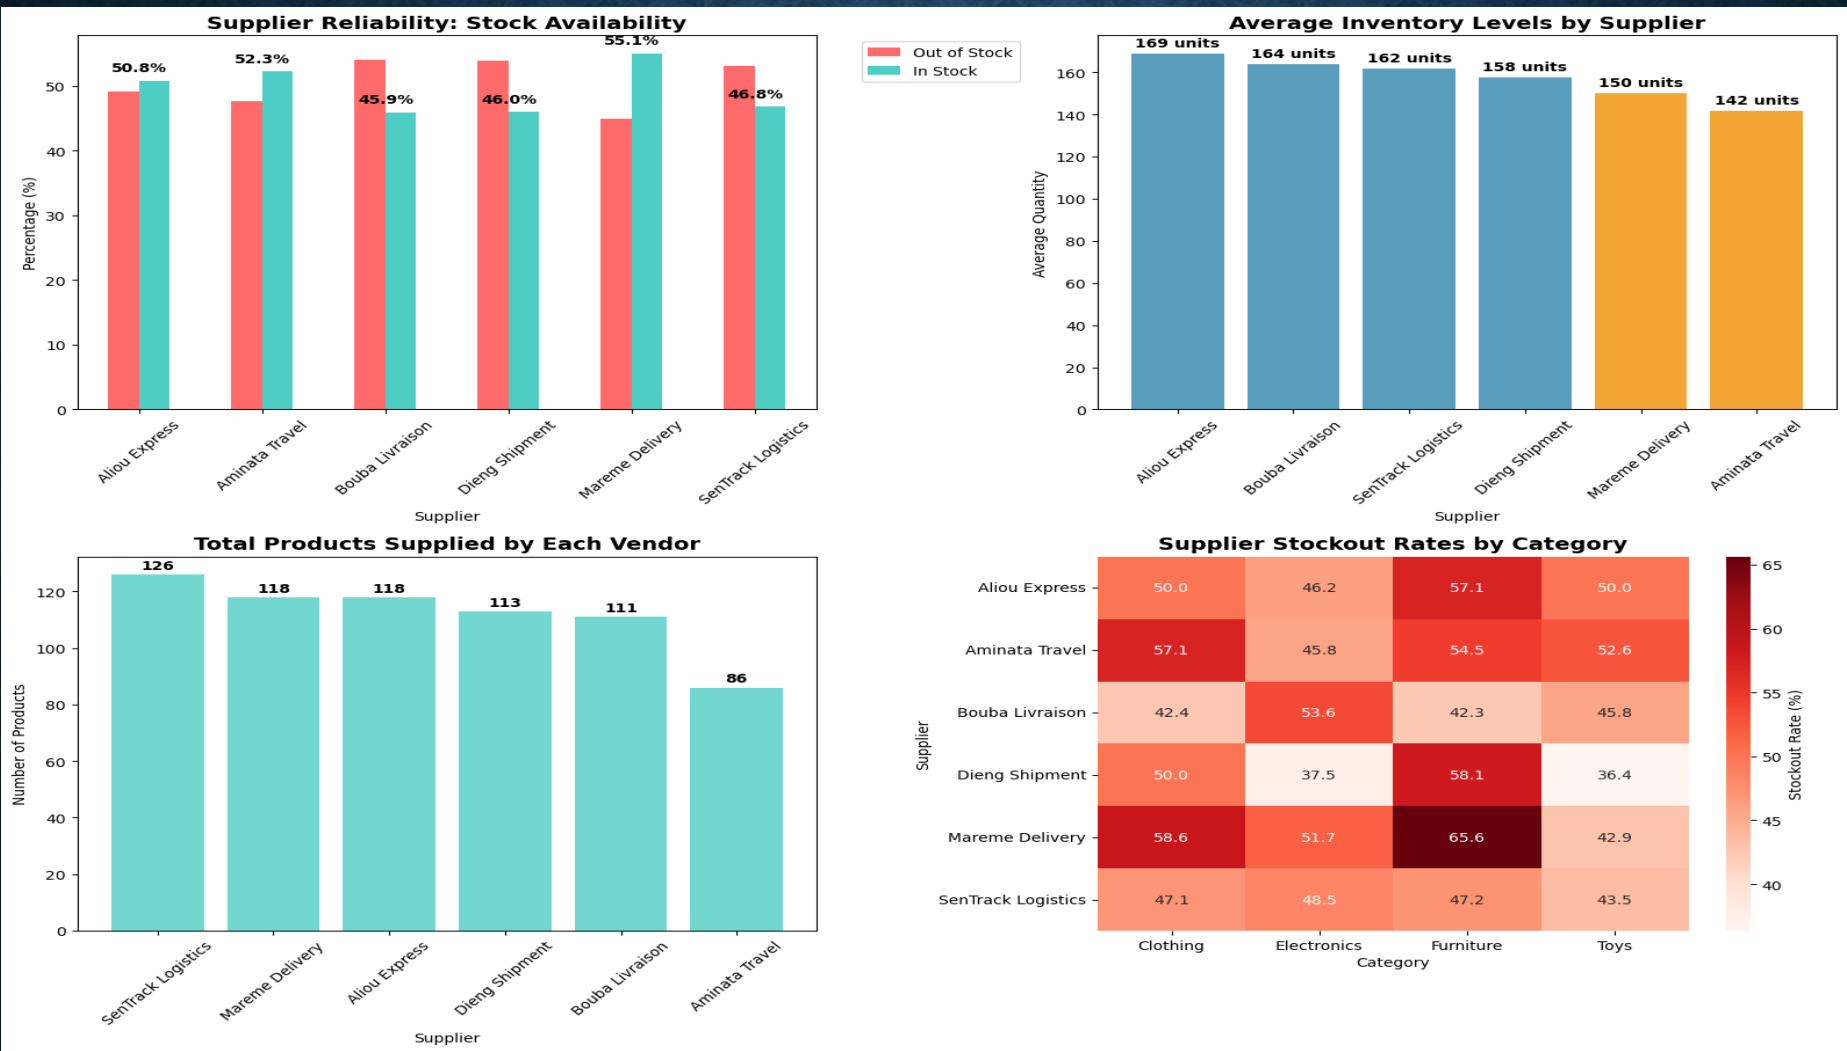 Supplier Reliability: Stock Availability
50.8%
52.3%
45.9%
46.0%
55.1%
46.8%
50
40
30
20
10
0
Percentage (%)
Aliou Express
Aminata Travel
Bouba Livraison
Dieng Shipment
Mareme Delivery
SenTrack Logistics
Supplier
Out of Stock
In Stock
Average Inventory Levels by Supplier
169 units
164 units
162 units
158 units
150 units
142 units
160
140
120
100
80
60
40
20
0
Average Quantity
Aliou Express
Bouba Livraison
SenTrack Logistics
Dieng Shipment
Mareme Delivery
Aminata Travel
Supplier
Total Products Supplied by Each Vendor
126
118
118
113
111
86
120
100
80
60
40
20
0
Number of Products
SenTrack Logistics
Mareme Delivery
Aliou Express
Dieng Shipment
Bouba Livraison
Aminata Travel
Supplier
Supplier Stockout Rates by Category
Supplier
Aliou Express 50.0 46.2 57.1 50.0
Aminata Travel 57.1 45.8 54.5 52.6
Bouba Livraison 42.4 53.6 42.3 45.8
Dieng Shipment 50.0 37.5 58.1 36.4
Mareme Delivery 58.6 51.7 65.6 42.9
SenTrack Logistics 47.1 48.5 47.2 43.5
Clothing Electronics Furniture Toys
Category
65
60
55
50
45
40
Stockout Rate (%)